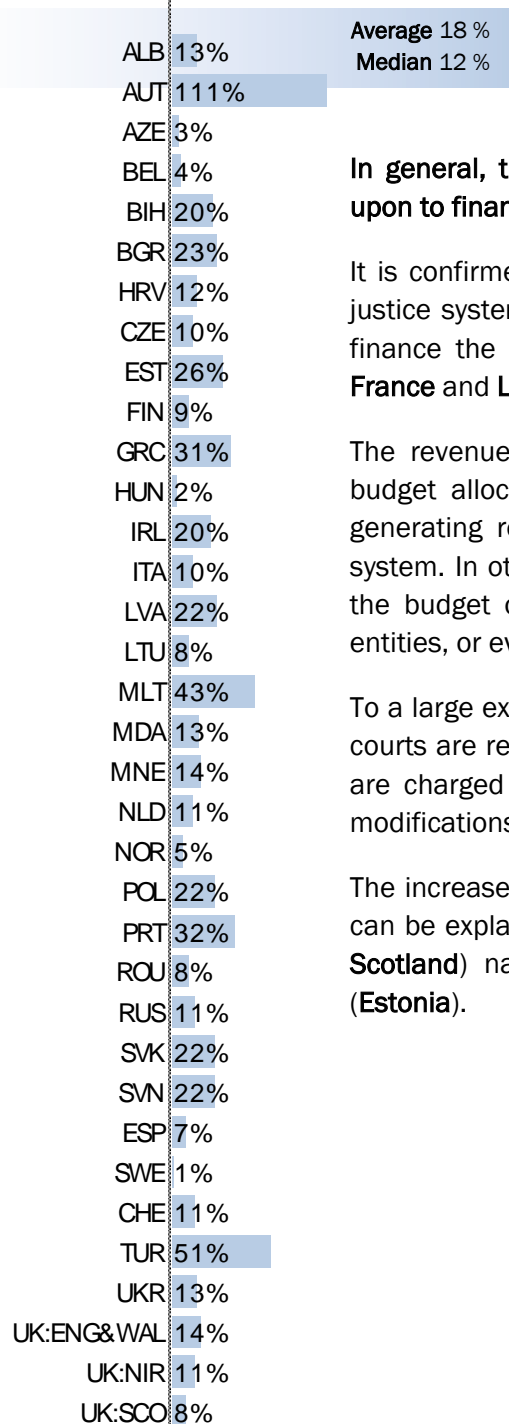 Average 18 %
Median 12 %
ALB 13%
AUT 111%
AZE 3%
BEL 4%
BIH 20%
BGR 23%
HRV 12%
CZE 10%
EST 26%
FIN 9%
GRC 31%
HUN 2%
IRL 20%
ITA 10%
LVA 22%
LTU 8%
MLT 43%
MDA 13%
MNE 14%
NLD 11%
NOR 5%
POL 22%
PRT 32%
ROU 8%
RUS 11%
SVK 22%
SVN 22%
ESP 7%
SWE 1%
CHE 11%
TUR 51%
UKR 13%
UK:ENG&WAL 14%
UK:NIR 11%
UK:SCO 8%
In general, t
upon to finan
It is confirme
justice syste
finance the
France and L
The revenue
budget alloc
generating re
system. In ot
the budget
entities, or ev
To a large ex
courts are re
are charged
modifications
The increase
can be expla
Scotland) na
(Estonia).